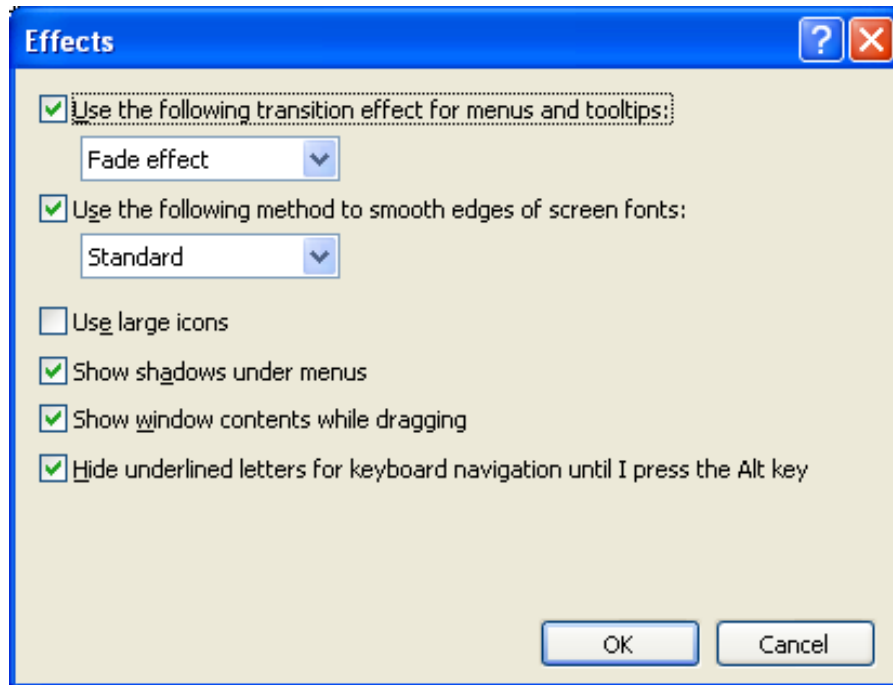 Effects
Use the following transition effect for menus and tooltips:
Fade effect
Use the following method to smooth edges of screen fonts:
Standard
Use large icons
Show shadows under menus
Show window contents while dragging
Hide underlined letters for keyboard navigation until I press the Alt key
OK Cancel